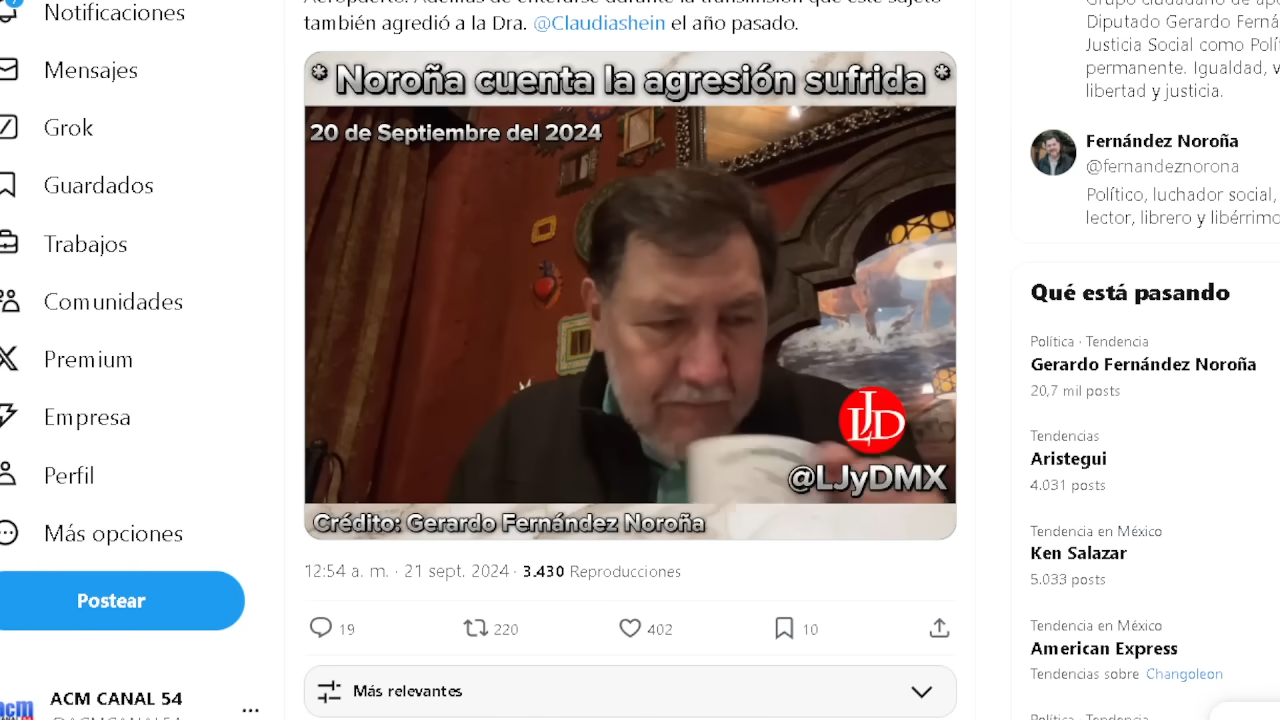 Notificaciones
Mensajes
Grok
Guardados
Trabajos
Comunidades
Premium
Empresa
Perfil
Más opciones
Postear
ACM CANAL 54
también agredió a la Dra. @Claudiashein el año pasado.
* Noroña cuenta la agresión sufrida *
20 de Septiembre del 2024
LJD
@LJyDMX
Crédito: Gerardo Fernández Noroña
12:54 a. m. · 21 sept. 2024 · 3.430 Reproducciones
19 220 402 10
Más relevantes
Diputado Gerardo Ferná
Justicia Social como Polí
permanente. Igualdad, v
libertad y justicia.
Fernández Noroña
@fernandeznorona
Político, luchador social,
lector, librero y libérrimo
Qué está pasando
Política · Tendencia
Gerardo Fernández Noroña
20,7 mil posts
Tendencias
Aristegui
4.031 posts
Tendencia en México
Ken Salazar
5.033 posts
Tendencia en México
American Express
Tendencias sobre Changoleon